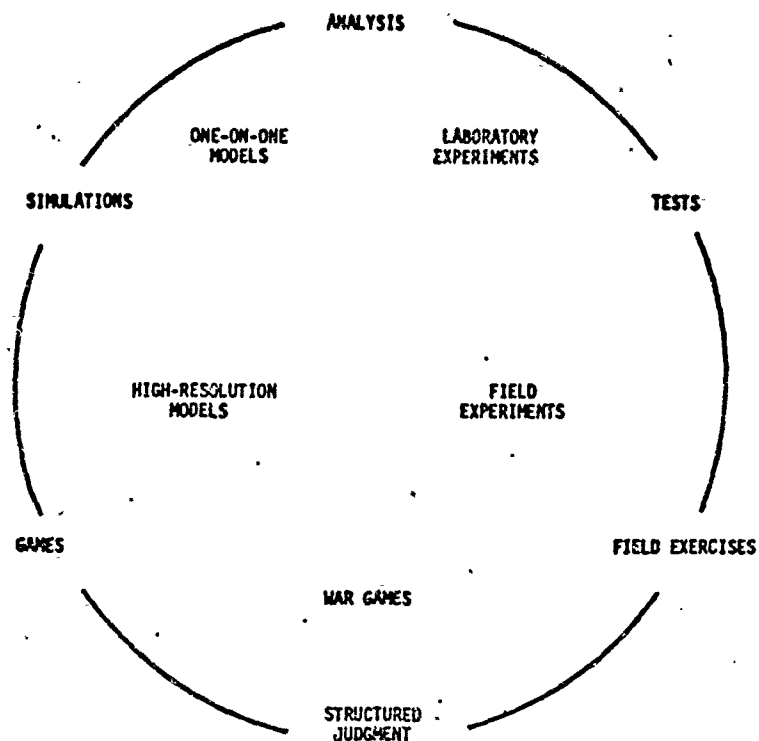 ANALYSIS
ONE-ON-ONE
MODELS
LABORATORY
EXPERIMENTS
SIMULATIONS
TESTS
HIGH-RESOLUTION
MODELS
FIELD
EXPERIMENTS
GAMES
FIELD EXERCISES
WAR GAMES
STRUCTURED
JUDGMENT